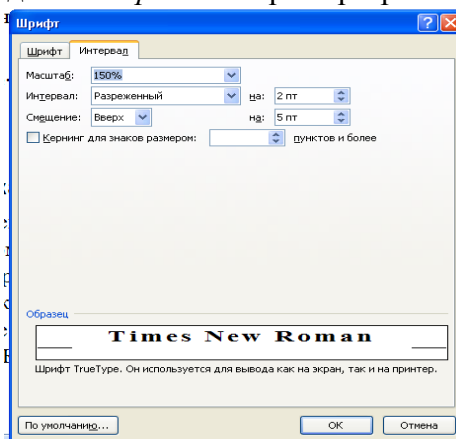 Шрифт
Шрифт Интервал
Масштаб: 150%
Интервал: Разреженный на: 2 пт
Смещение: Вверх на: 5 пт
Кернинг для знаков размером: пунктов и более
Образец
Times New Roman
Шрифт TrueType. Он используется для вывода как на экран, так и на принтер.
По умолчанию... ОК Отмена